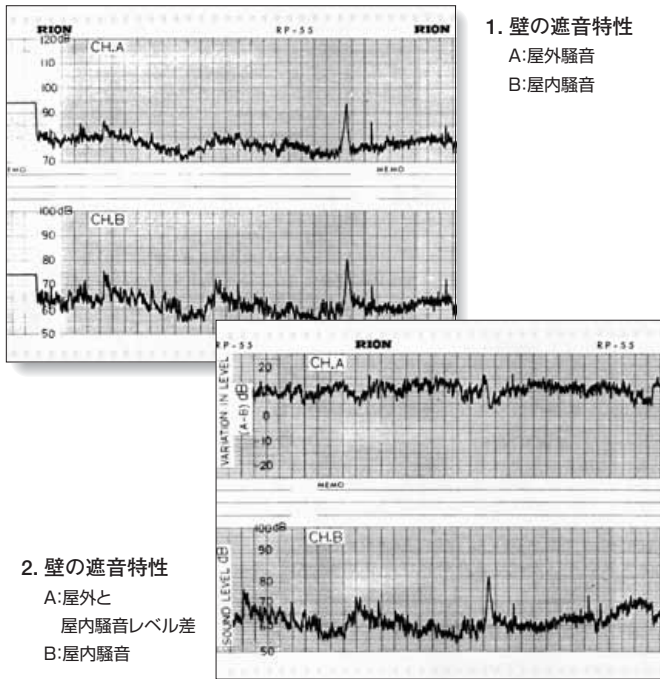 RION RP-55 RION
1. 壁の遮音特性
A:屋外騒音
B:屋内騒音
120dB CH.A
110
100
90
80
70
MEMO
100dB CH.B
90
80
70
60
50
RP-55 RION RP-55
VARIATION IN LEVEL
(A-B) dB
CH.A
20
0
-10
-20
MEMO
SOUND LEVEL dB
100dB CH.B
90
80
70
60
50
2. 壁の遮音特性
A:屋外と
屋内騒音レベル差
B:屋内騒音